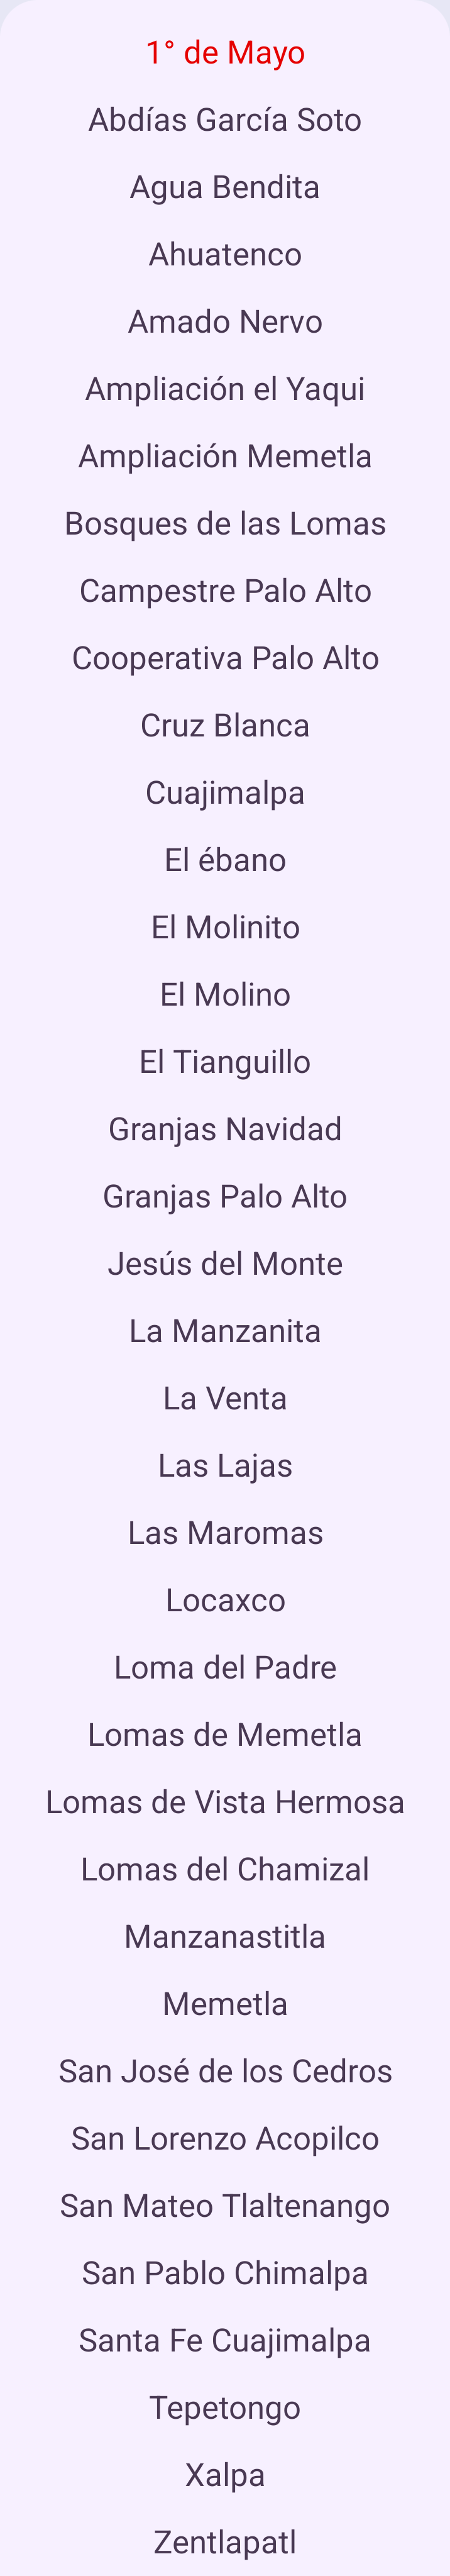 1° de Mayo
Abdías García Soto
Agua Bendita
Ahuatenco
Amado Nervo
Ampliación el Yaqui
Ampliación Memetla
Bosques de las Lomas
Campestre Palo Alto
Cooperativa Palo Alto
Cruz Blanca
Cuajimalpa
El ébano
El Molinito
El Molino
El Tianguillo
Granjas Navidad
Granjas Palo Alto
Jesús del Monte
La Manzanita
La Venta
Las Lajas
Las Maromas
Locaxco
Loma del Padre
Lomas de Memetla
Lomas de Vista Hermosa
Lomas del Chamizal
Manzanastitla
Memetla
San José de los Cedros
San Lorenzo Acopilco
San Mateo Tlaltenango
San Pablo Chimalpa
Santa Fe Cuajimalpa
Tepetongo
Xalpa
Zentlapatl